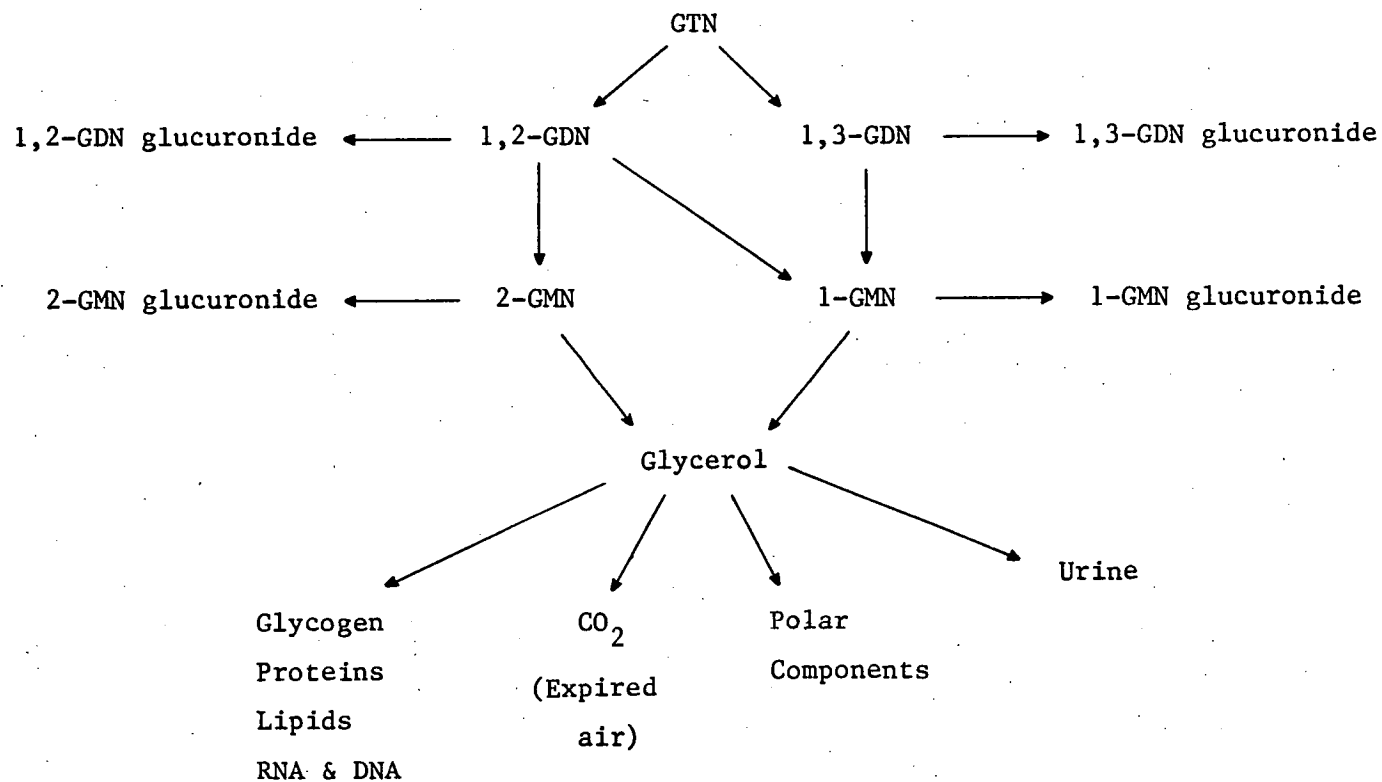 GTN
1,2-GDN glucuronide
1,2-GDN
1,3-GDN
1,3-GDN glucuronide
2-GMN glucuronide
2-GMN
1-GMN
1-GMN glucuronide
Glycerol
Urine
Glycogen
Proteins
Lipids
RNA & DNA
CO2
(Expired
air)
Polar
Components